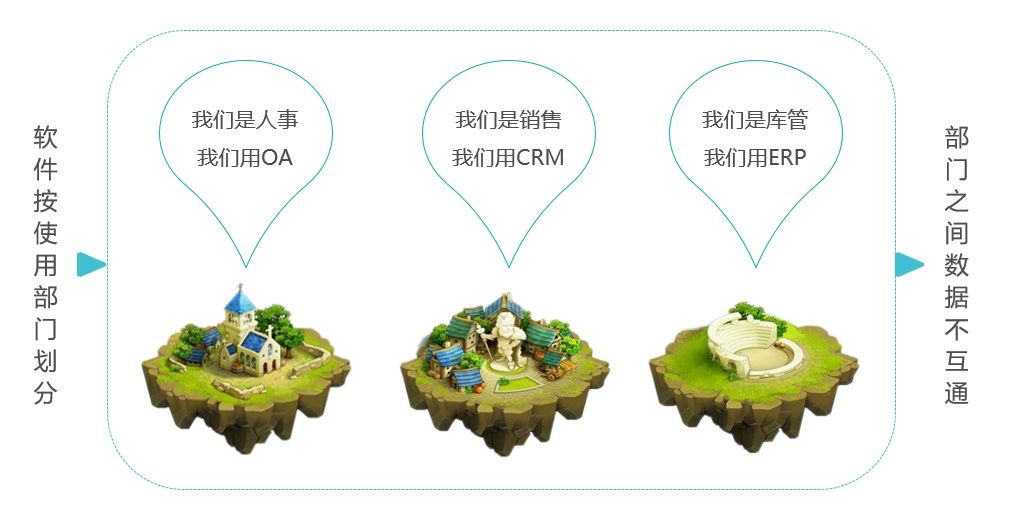 软件按使用部门划分
我们是人事
我们用OA
我们是销售
我们用CRM
我们是库管
我们用ERP
部门之间数据不互通